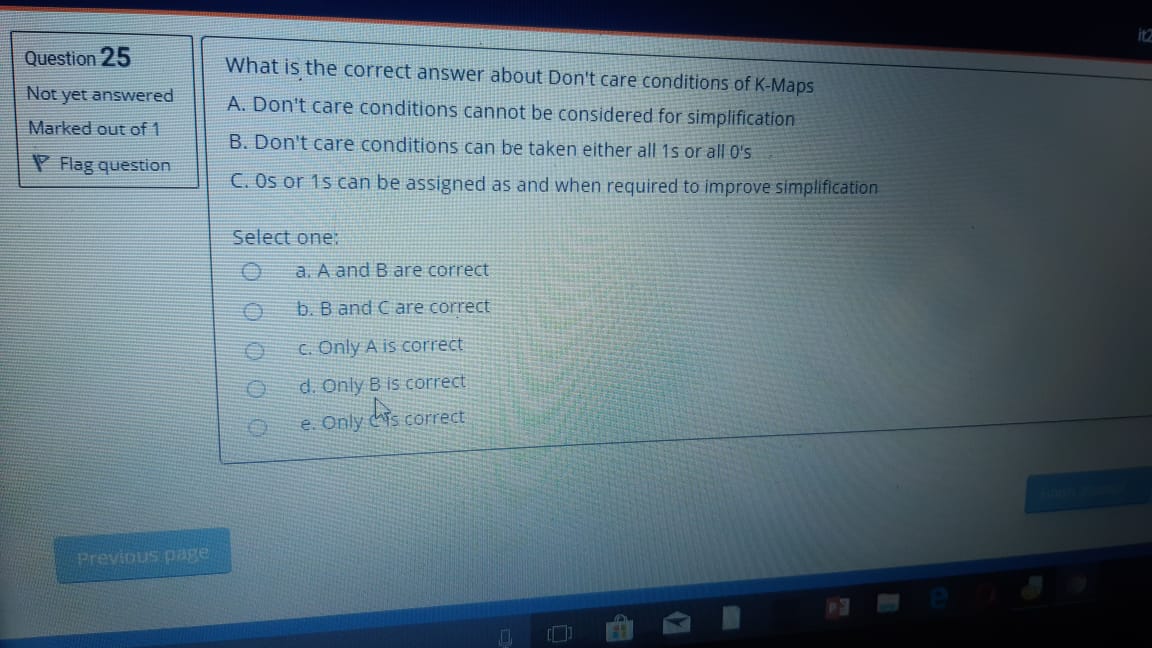 it2
Question 25
Not yet answered
Marked out of 1
Flag question
What is the correct answer about Don't care conditions of K-Maps
A. Don't care conditions cannot be considered for simplification
B. Don't care conditions can be taken either all 1s or all 0's
C. 0s or 1s can be assigned as and when required to improve simplification
Select one:
a. A and B are correct
b. B and C are correct
c. Only A is correct
d. Only B is correct
e. Only C is correct
Previous page